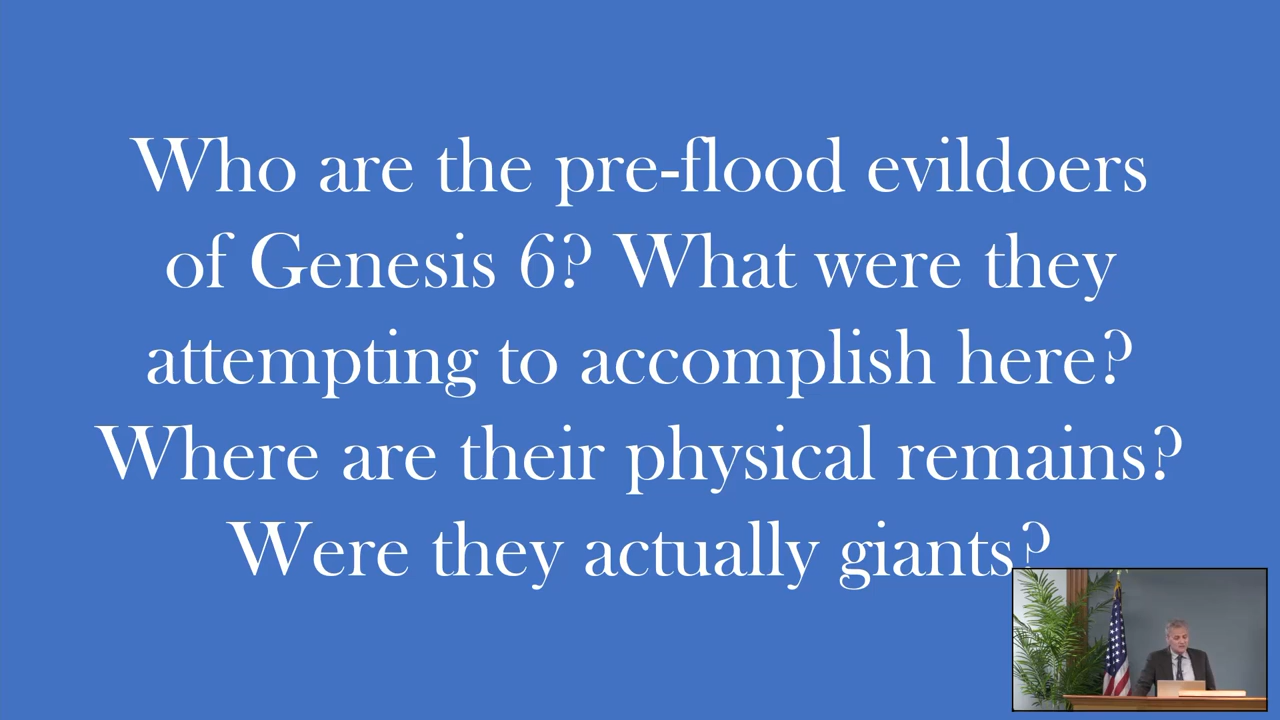 Who are the pre-flood evildoers
of Genesis 6? What were they
attempting to accomplish here?
Where are their physical remains?
Were they actually giants?